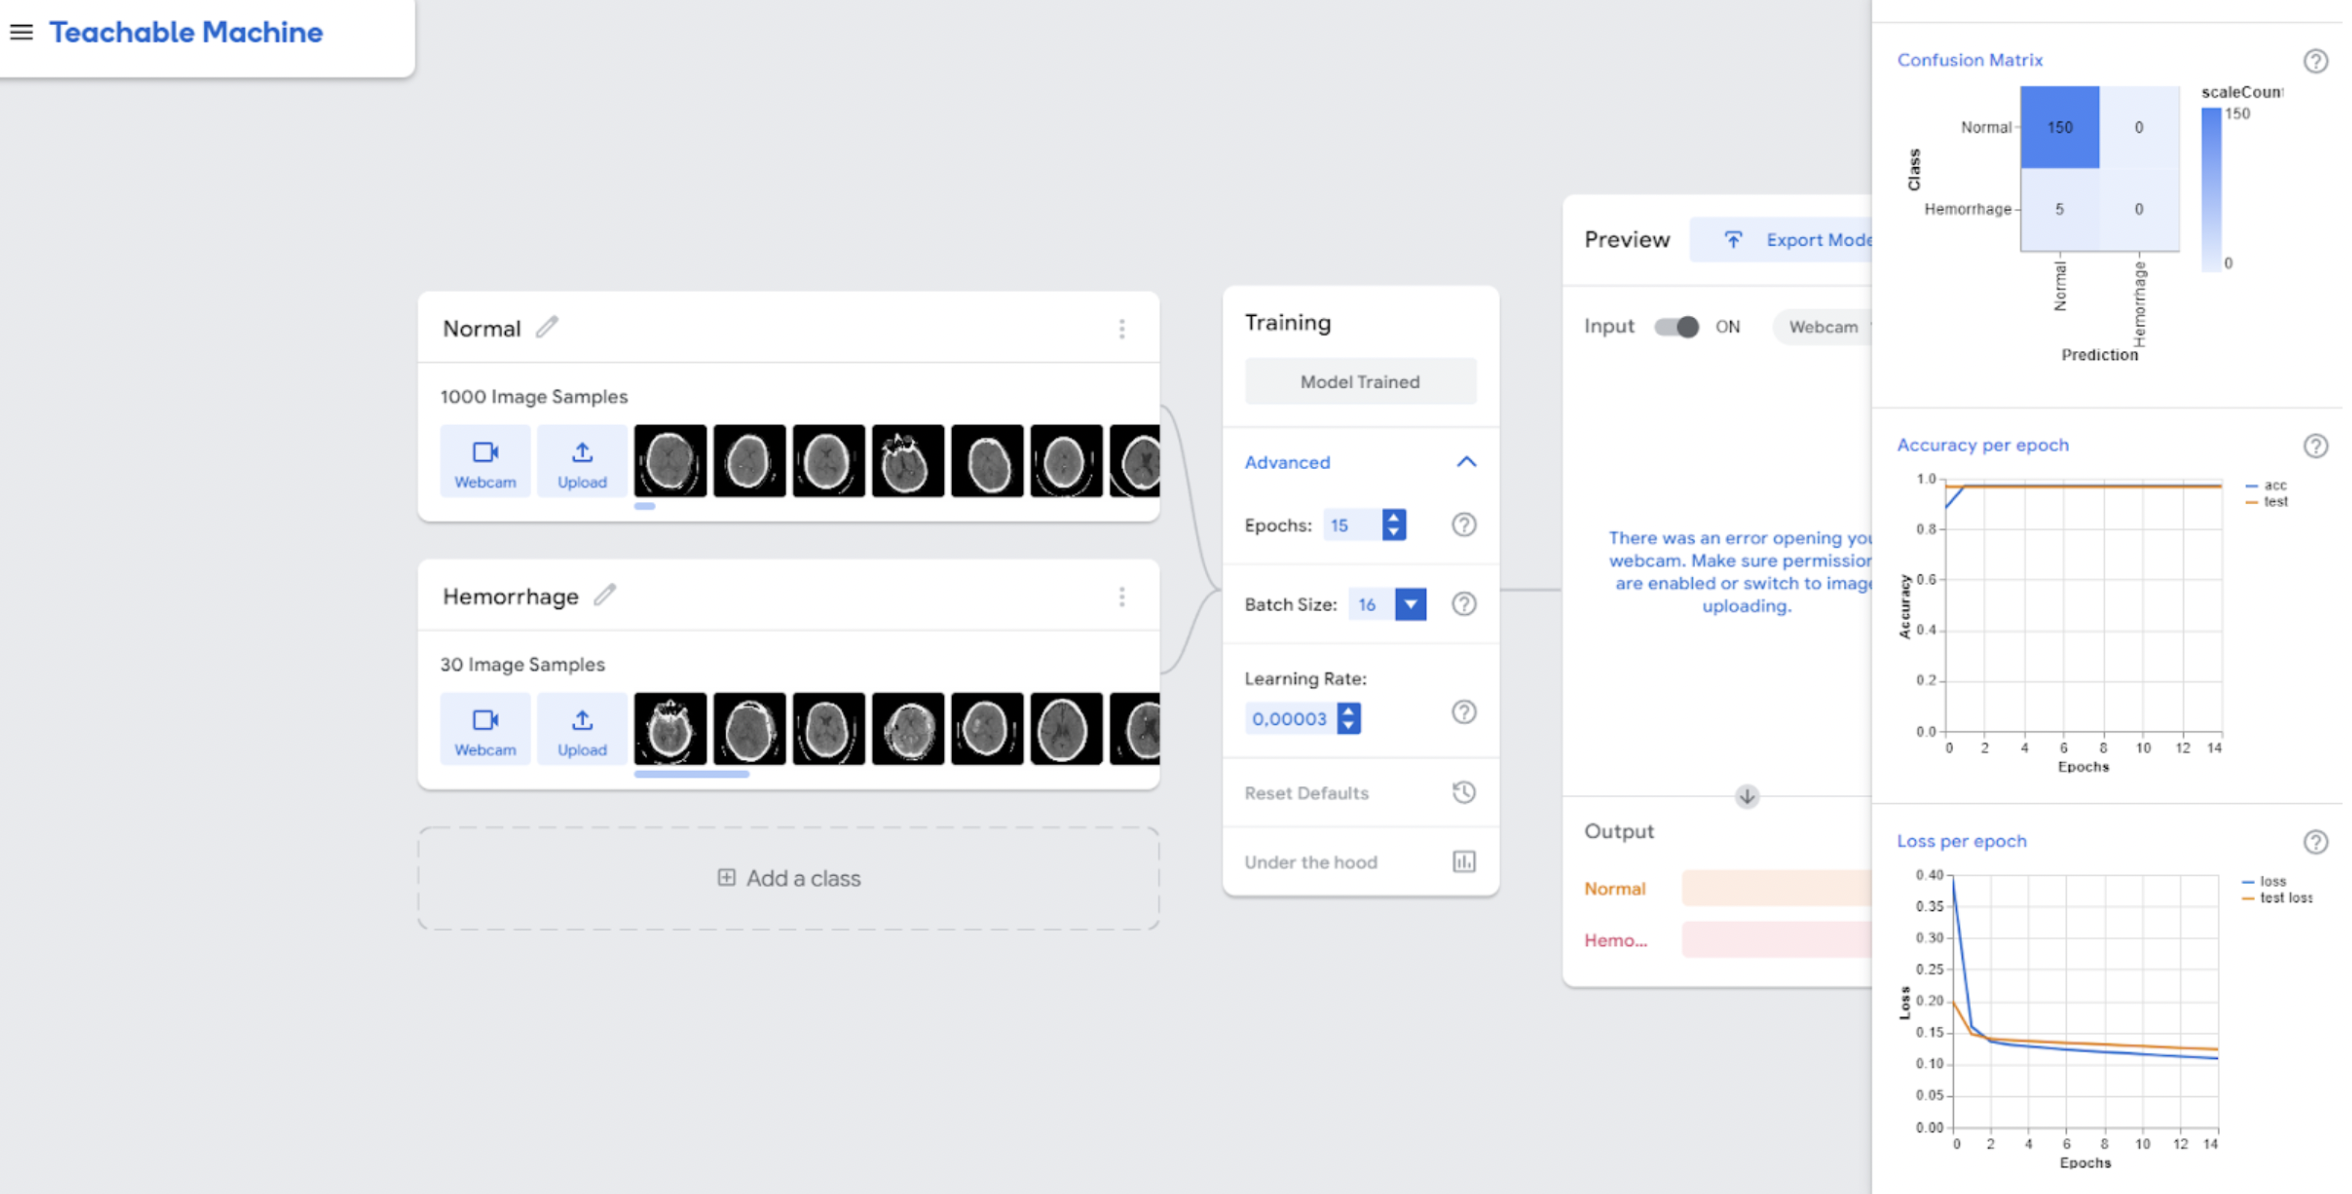 Teachable Machine
Normal
1000 Image Samples
Webcam
Upload
Hemorrhage
30 Image Samples
Webcam
Upload
Add a class
Training
Model Trained
Advanced
Epochs: 15
Batch Size: 16
Learning Rate:
0,00003
Reset Defaults
Under the hood
Preview
Export Mode
Input ON Webcam
There was an error opening you
webcam. Make sure permission
are enabled or switch to image
uploading.
Output
Normal
Hemo...
Confusion Matrix
scaleCount
150
0
Class
Normal 150 0
Hemorrhage 5 0
Normal
Hemorrhage
Prediction
Accuracy per epoch
acc
test
Accuracy
1.0
0.8
0.6
0.4
0.2
0.0
0 2 4 6 8 10 12 14
Epochs
Loss per epoch
loss
test loss
Loss
0.40
0.35
0.30
0.25
0.20
0.15
0.10
0.05
0.00
0 2 4 6 8 10 12 14
Epochs